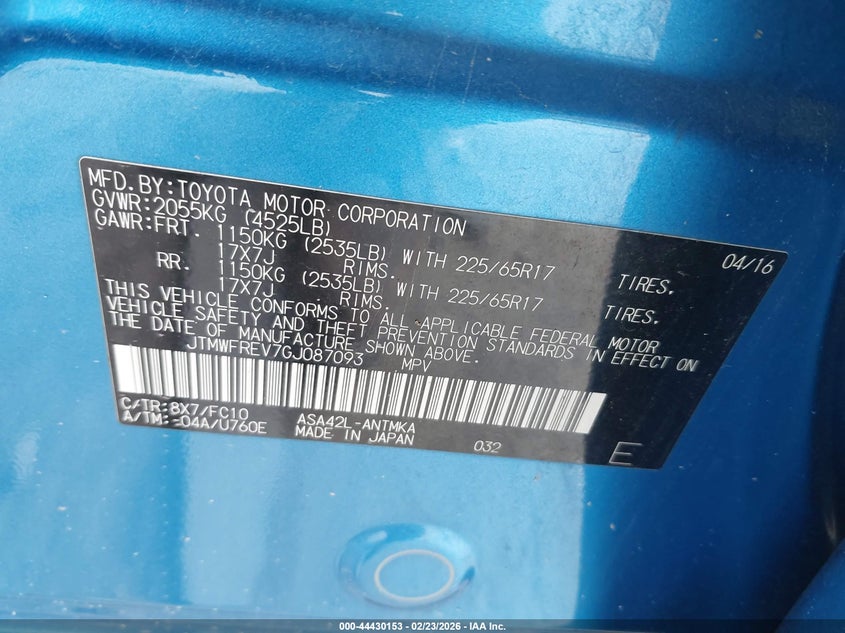 MFD.BY:TOYOTA MOTOR CORPORATION 04/16
GVWR:2055KG (4525LB)
GAWR:FRT. 1150KG (2535LB) WITH 225/65R17 TIRES.
17X7J RIMS.
RR. 1150KG (2535LB) WITH 225/65R17 TIRES.
17X7J RIMS.
THIS VEHICLE CONFORMS TO ALL APPLICABLE FEDERAL MOTOR
VEHICLE SAFETY AND THEFT PREVENTION STANDARDS IN EFFECT ON
THE DATE OF MANUFACTURE SHOWN ABOVE.
JTMWFREV7GJ087093 MPV
C/TR:8X7/FC10 ASA42L-ANTMKA
A/TM:-04A/U760E MADE IN JAPAN 032 E
000-44430153 - 02/23/2026 - IAA Inc.